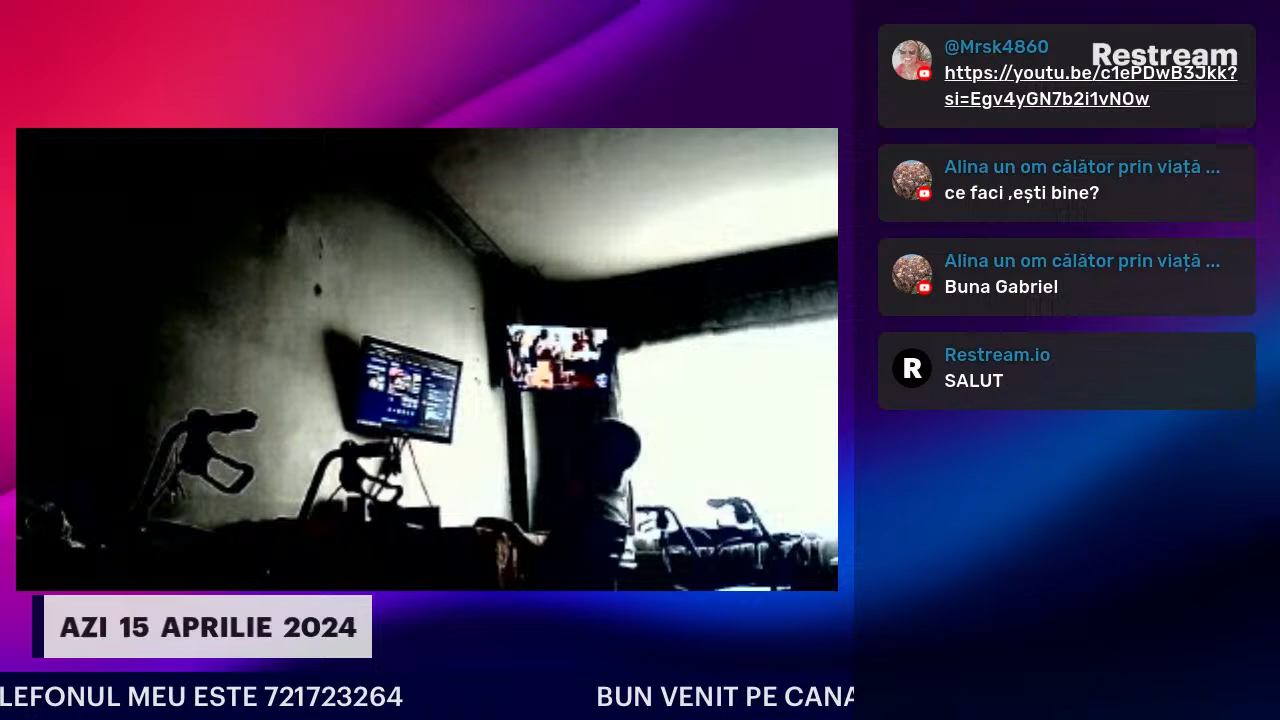 @Mrsk4860
Restream
https://youtu.be/c1ePDwB3Jkk?
si=Egv4yGN7b2i1vNOw
Alina un om călător prin viață ...
ce faci ,ești bine?
Alina un om călător prin viață ...
Buna Gabriel
R
Restream.io
SALUT
AZI 15 APRILIE 2024
LEFONUL MEU ESTE 721723264
BUN VENIT PE CANA